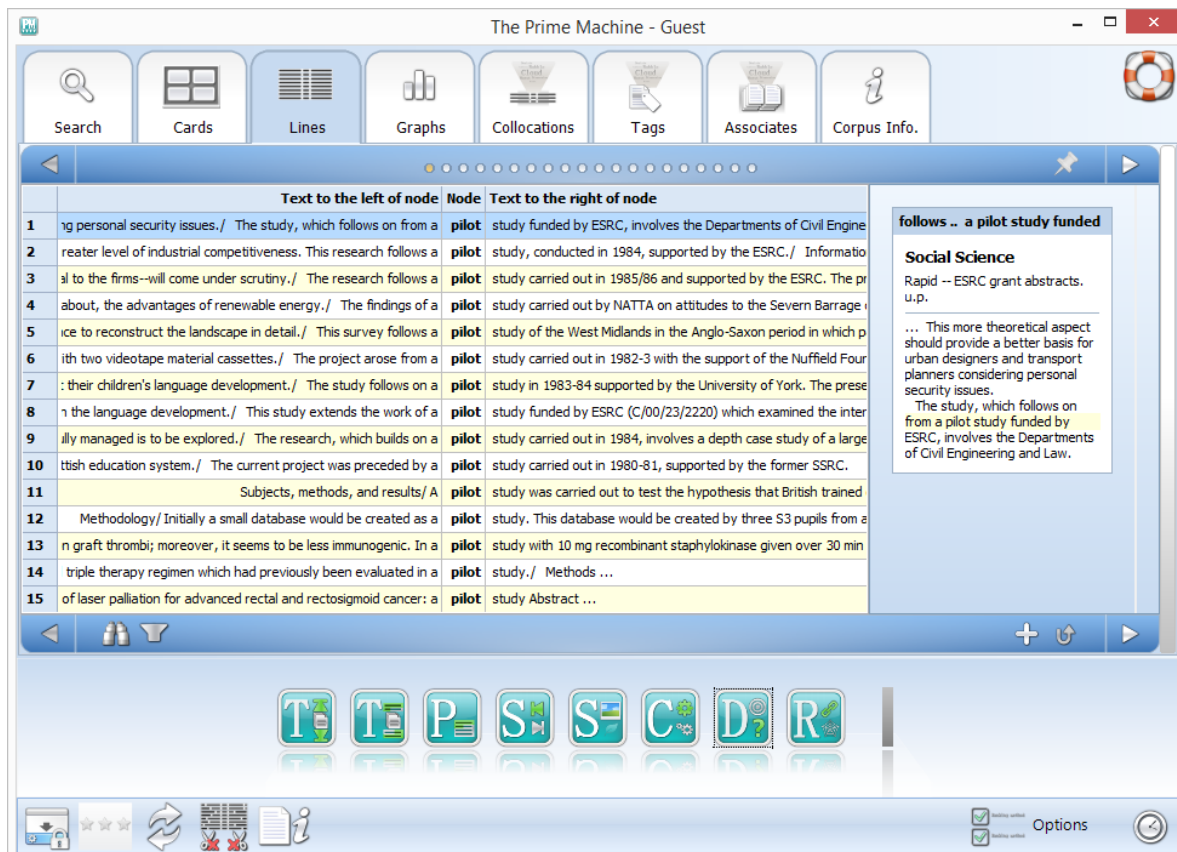 The Prime Machine - Guest
Search Cards Lines Graphs Collocations Tags Associates Corpus Info.
Text to the left of node Node Text to the right of node
1 ng personal security issues./ The study, which follows on from a pilot study funded by ESRC, involves the Departments of Civil Engine
2 reater level of industrial competitiveness. This research follows a pilot study, conducted in 1984, supported by the ESRC./ Informatio
3 al to the firms--will come under scrutiny./ The research follows a pilot study carried out in 1985/86 and supported by the ESRC. The pr
4 about, the advantages of renewable energy./ The findings of a pilot study carried out by NATTA on attitudes to the Severn Barrage
5 ce to reconstruct the landscape in detail./ This survey follows a pilot study of the West Midlands in the Anglo-Saxon period in which p
6 ith two videotape material cassettes./ The project arose from a pilot study carried out in 1982-3 with the support of the Nuffield Four
7 their children's language development./ The study follows on a pilot study in 1983-84 supported by the University of York. The prese
8 n the language development./ This study extends the work of a pilot study funded by ESRC (C/00/23/2220) which examined the inter
9 lly managed is to be explored./ The research, which builds on a pilot study carried out in 1984, involves a depth case study of a large
10 ttish education system./ The current project was preceded by a pilot study carried out in 1980-81, supported by the former SSRC.
11 Subjects, methods, and results/ A pilot study was carried out to test the hypothesis that British trained
12 Methodology/ Initially a small database would be created as a pilot study. This database would be created by three S3 pupils from a
13 n graft thrombi; moreover, it seems to be less immunogenic. In a pilot study with 10 mg recombinant staphylokinase given over 30 min
14 triple therapy regimen which had previously been evaluated in a pilot study./ Methods ...
15 of laser palliation for advanced rectal and rectosigmoid cancer: a pilot study Abstract ...
follows .. a pilot study funded
Social Science
Rapid -- ESRC grant abstracts.
u.p.
... This more theoretical aspect
should provide a better basis for
urban designers and transport
planners considering personal
security issues.
The study, which follows on
from a pilot study funded by
ESRC, involves the Departments
of Civil Engineering and Law.
T T P S S C D ? R
Options